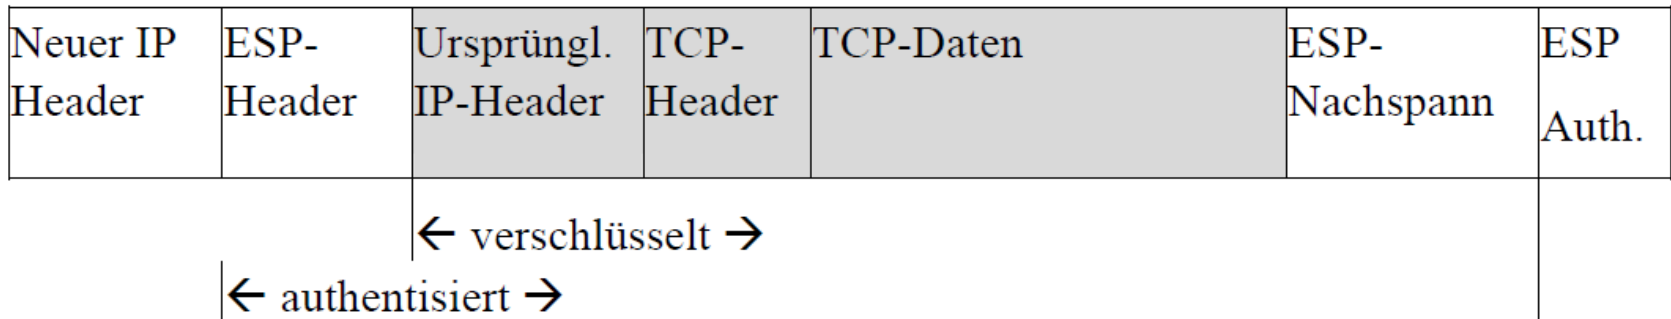 Neuer IP Header
ESP-Header
Ursprüngl. IP-Header
TCP-Header
TCP-Daten
ESP-Nachspann
ESP Auth.
← verschlüsselt →
← authentisiert →